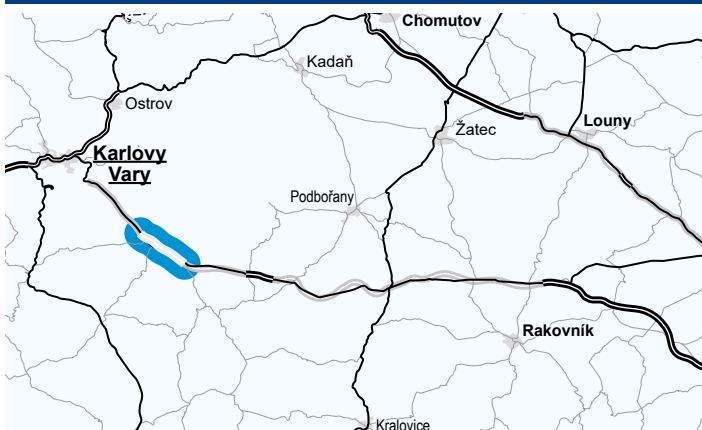 Chomutov
Kadaň
Ostrov
Žatec
Louny
Karlovy
Vary
Podbořany
Rakovník
Kralovice